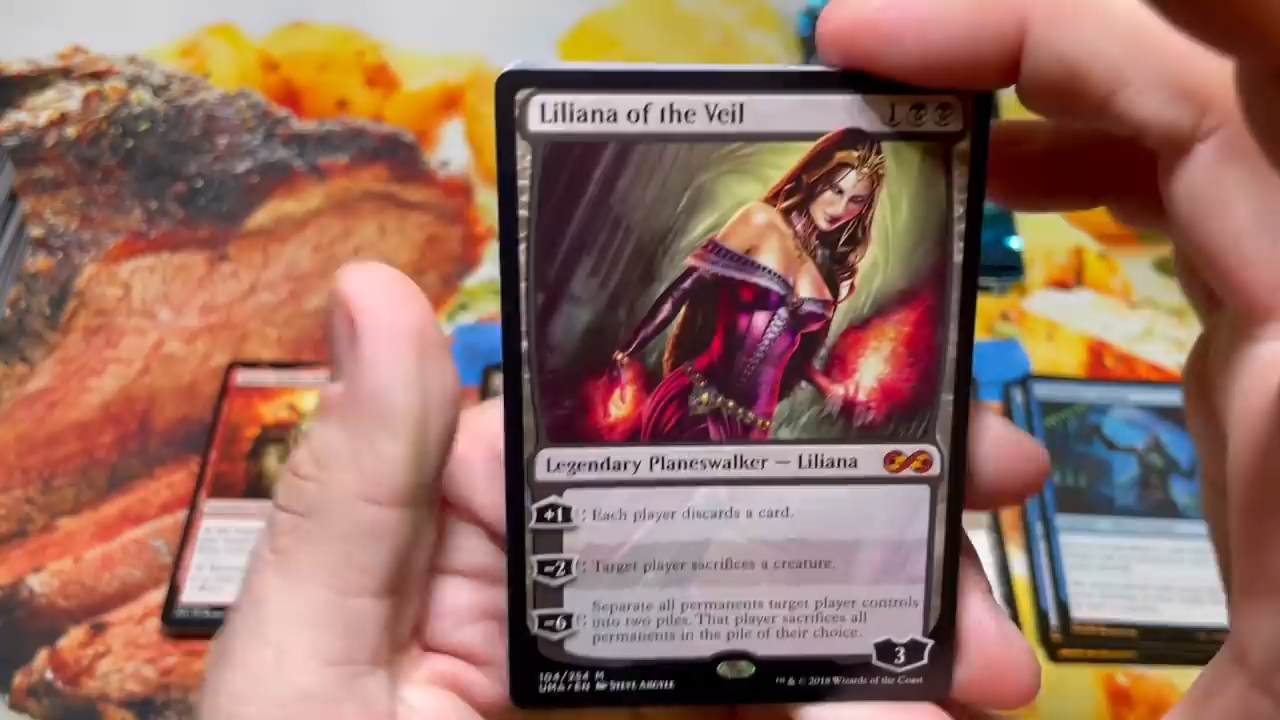 Liliana of the Veil 1
Legendary Planeswalker — Liliana
+1 : Each player discards a card.
-2 : Target player sacrifices a creature.
Separate all permanents target player controls
-6 : into two piles. That player sacrifices all
permanents in the pile of their choice.
3
104/254 M
UMA • EN STEVE ARGYLE
™ & © 2018 Wizards of the Coast